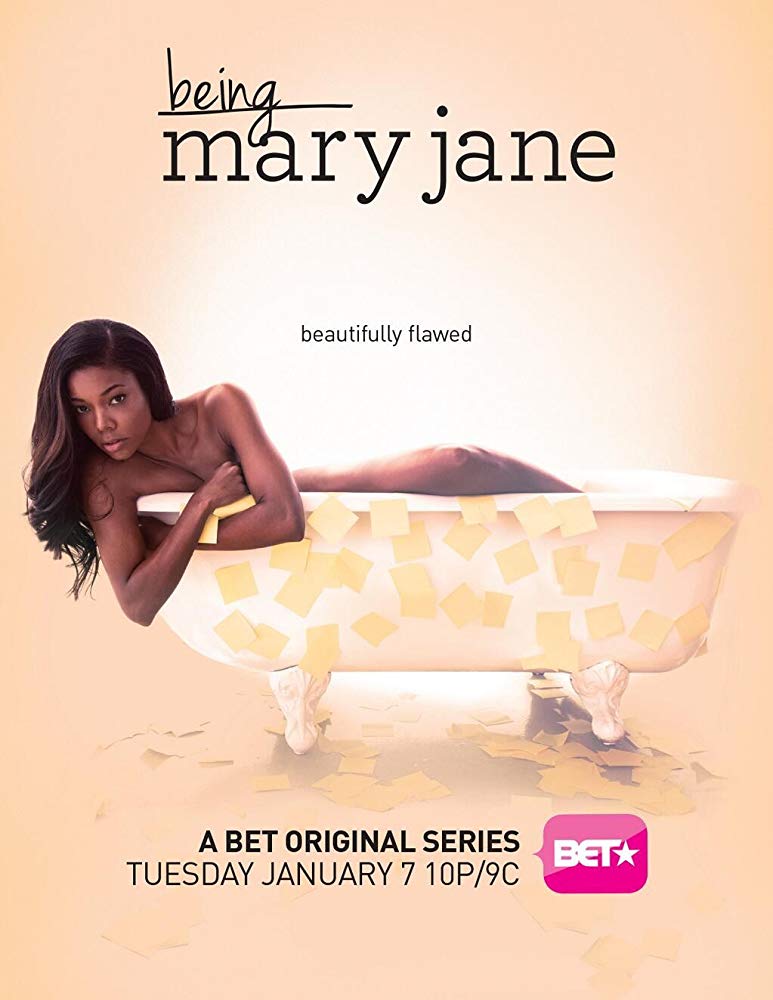 being
mary jane
beautifully flawed
A BET ORIGINAL SERIES
TUESDAY JANUARY 7 10P/9C
BET